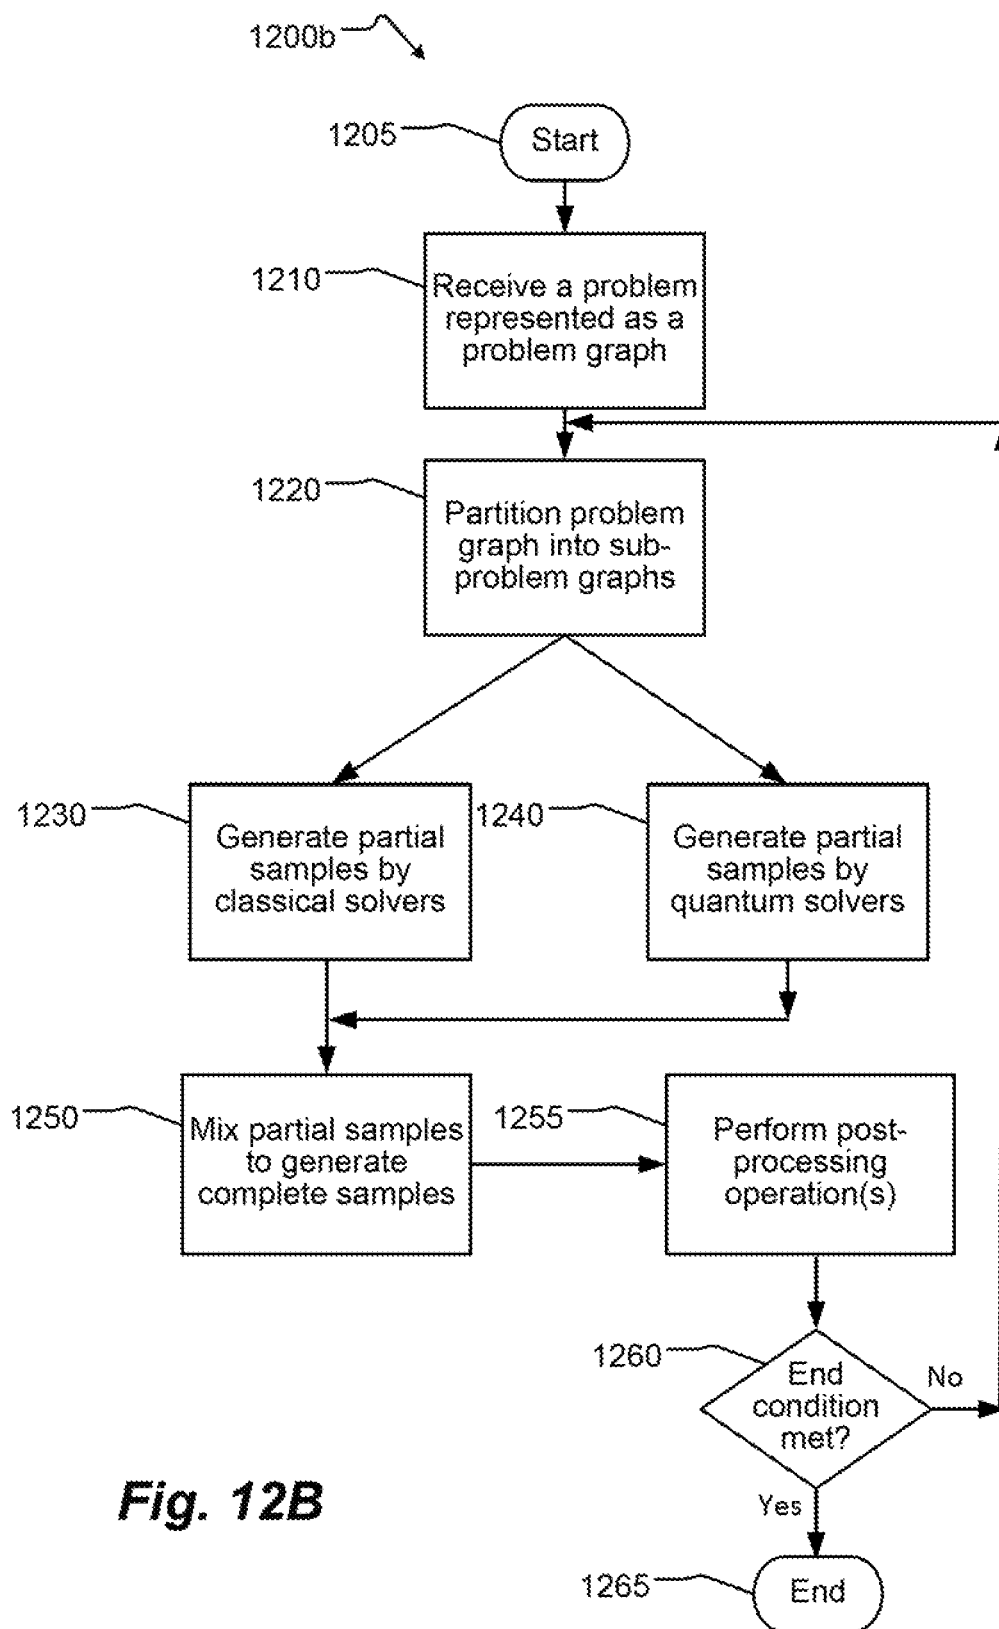 1200b
1205
Start
1210
Receive a problem
represented as a
problem graph
1220
Partition problem
graph into sub-
problem graphs
1230
Generate partial
samples by
classical solvers
1240
Generate partial
samples by
quantum solvers
1250
Mix partial samples
to generate
complete samples
1255
Perform post-
processing
operation(s)
1260
End
condition
met?
No
Yes
Fig. 12B
1265
End